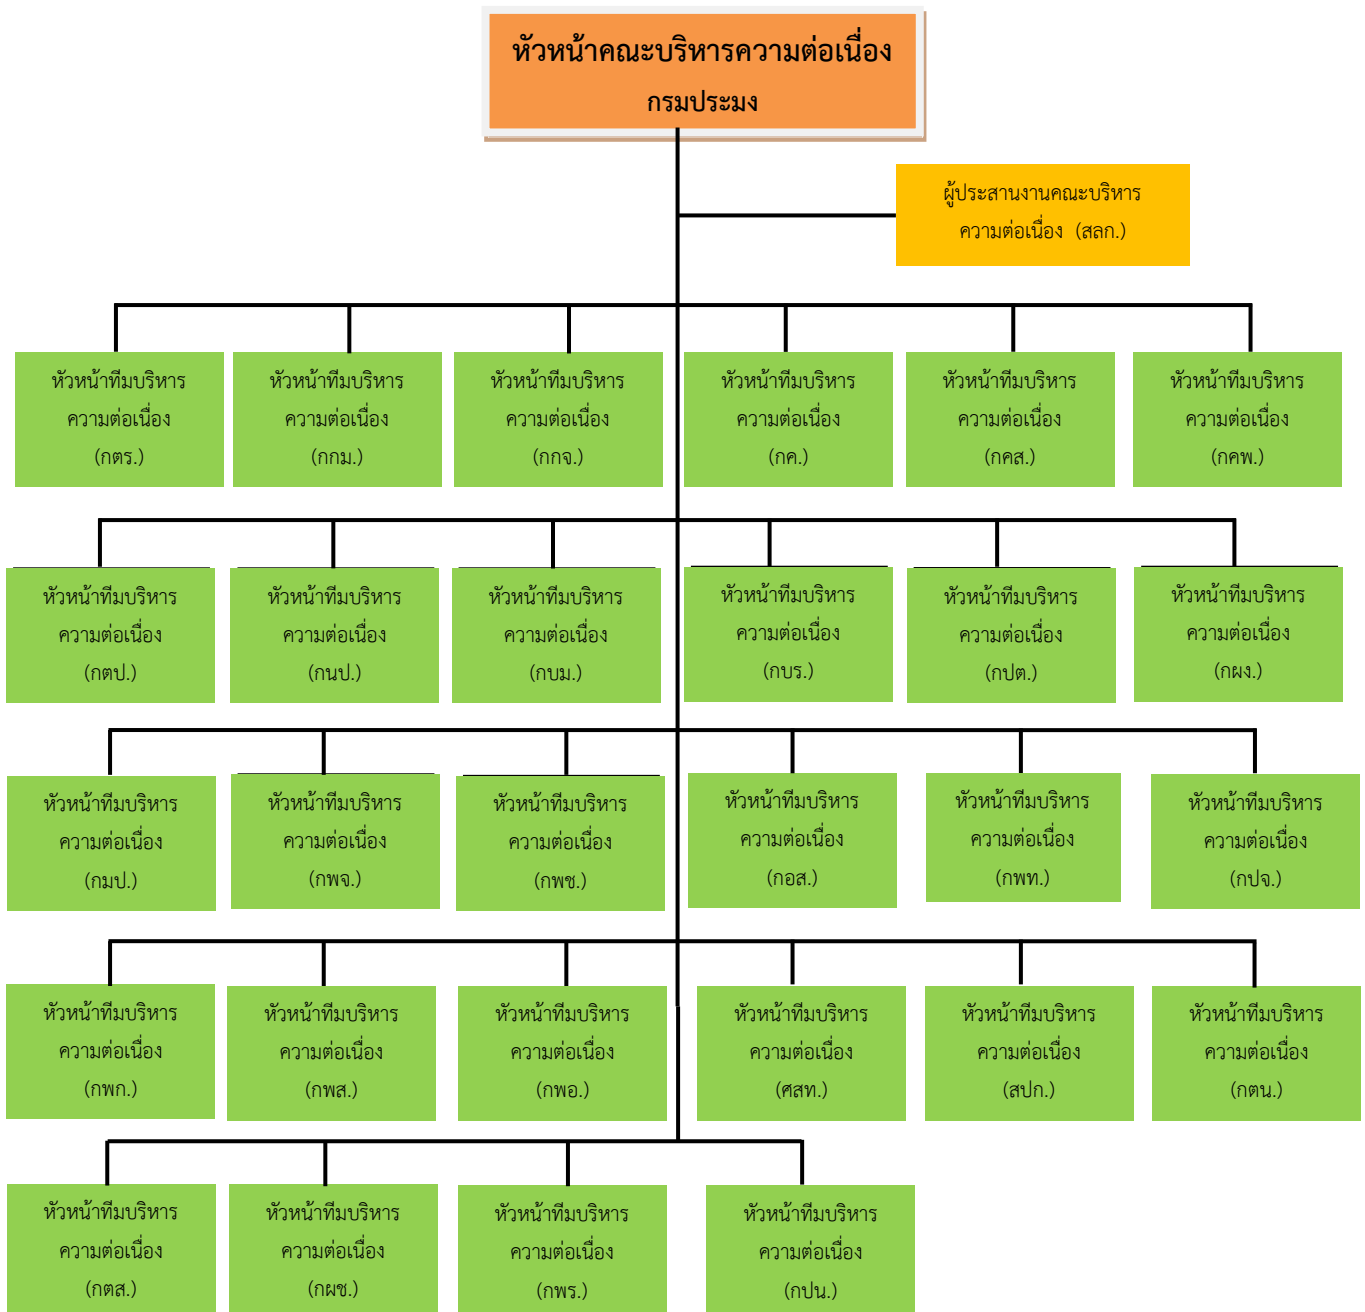 หัวหน้าคณะบริหารความต่อเนื่อง
กรมประมง
ผู้ประสานงานคณะบริหาร
ความต่อเนื่อง (สลก.)
หัวหน้าทีมบริหาร
ความต่อเนื่อง
(กตร.)
หัวหน้าทีมบริหาร
ความต่อเนื่อง
(กกม.)
หัวหน้าทีมบริหาร
ความต่อเนื่อง
(กกจ.)
หัวหน้าทีมบริหาร
ความต่อเนื่อง
(กค.)
หัวหน้าทีมบริหาร
ความต่อเนื่อง
(กคส.)
หัวหน้าทีมบริหาร
ความต่อเนื่อง
(กคพ.)
หัวหน้าทีมบริหาร
ความต่อเนื่อง
(กตป.)
หัวหน้าทีมบริหาร
ความต่อเนื่อง
(กนป.)
หัวหน้าทีมบริหาร
ความต่อเนื่อง
(กบม.)
หัวหน้าทีมบริหาร
ความต่อเนื่อง
(กบร.)
หัวหน้าทีมบริหาร
ความต่อเนื่อง
(กปต.)
หัวหน้าทีมบริหาร
ความต่อเนื่อง
(กผง.)
หัวหน้าทีมบริหาร
ความต่อเนื่อง
(กมป.)
หัวหน้าทีมบริหาร
ความต่อเนื่อง
(กพจ.)
หัวหน้าทีมบริหาร
ความต่อเนื่อง
(กพช.)
หัวหน้าทีมบริหาร
ความต่อเนื่อง
(กอส.)
หัวหน้าทีมบริหาร
ความต่อเนื่อง
(กพท.)
หัวหน้าทีมบริหาร
ความต่อเนื่อง
(กปจ.)
หัวหน้าทีมบริหาร
ความต่อเนื่อง
(กพก.)
หัวหน้าทีมบริหาร
ความต่อเนื่อง
(กพส.)
หัวหน้าทีมบริหาร
ความต่อเนื่อง
(กพอ.)
หัวหน้าทีมบริหาร
ความต่อเนื่อง
(ศสท.)
หัวหน้าทีมบริหาร
ความต่อเนื่อง
(สปก.)
หัวหน้าทีมบริหาร
ความต่อเนื่อง
(กตน.)
หัวหน้าทีมบริหาร
ความต่อเนื่อง
(กตส.)
หัวหน้าทีมบริหาร
ความต่อเนื่อง
(กผช.)
หัวหน้าทีมบริหาร
ความต่อเนื่อง
(กพร.)
หัวหน้าทีมบริหาร
ความต่อเนื่อง
(กปน.)